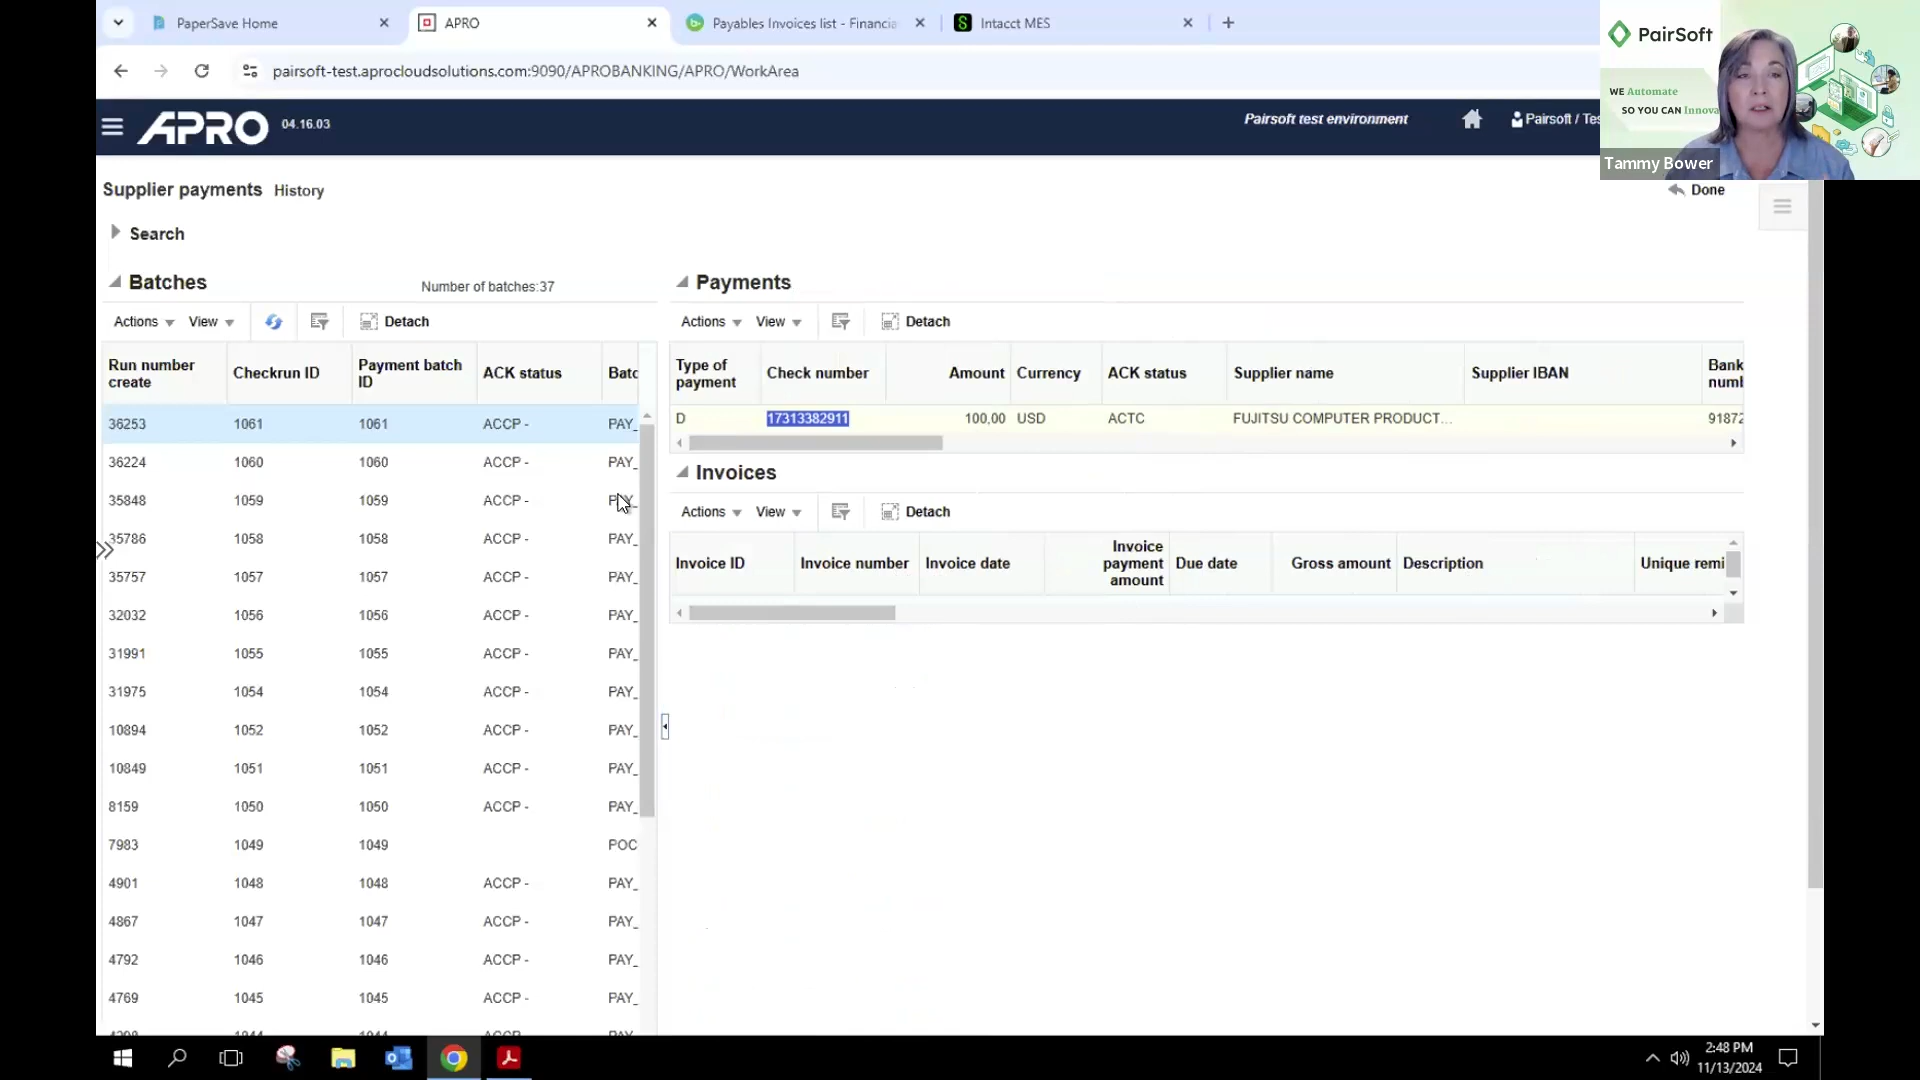 PaperSave Home
APRO
Payables Invoices list - Financia
Intacct MES
pairsoft-test.aprocloudsolutions.com:9090/APROBANKING/APRO/WorkArea
PairSoft
WE Automate
SO YOU CAN Innova
Tammy Bower
APRO 04.16.03
Pairsoft test environment
Pairsoft / Tes
Supplier payments History
Done
Search
Batches
Number of batches:37
Actions View Detach
Run number create Checkrun ID Payment batch ID ACK status Batc
36253 1061 1061 ACCP - PAY_
36224 1060 1060 ACCP - PAY_
35848 1059 1059 ACCP - PAY_
35786 1058 1058 ACCP - PAY_
35757 1057 1057 ACCP - PAY_
32032 1056 1056 ACCP - PAY_
31991 1055 1055 ACCP - PAY_
31975 1054 1054 ACCP - PAY_
10894 1052 1052 ACCP - PAY_
10849 1051 1051 ACCP - PAY_
8159 1050 1050 ACCP - PAY_
7983 1049 1049 POC
4901 1048 1048 ACCP - PAY_
4867 1047 1047 ACCP - PAY_
4792 1046 1046 ACCP - PAY_
4769 1045 1045 ACCP - PAY_
Payments
Actions View Detach
Type of payment Check number Amount Currency ACK status Supplier name Supplier IBAN Bank numb
D 17313382911 100,00 USD ACTC FUJITSU COMPUTER PRODUCT... 91872
Invoices
Actions View Detach
Invoice ID Invoice number Invoice date Invoice payment amount Due date Gross amount Description Unique remi
2:48 PM
11/13/2024